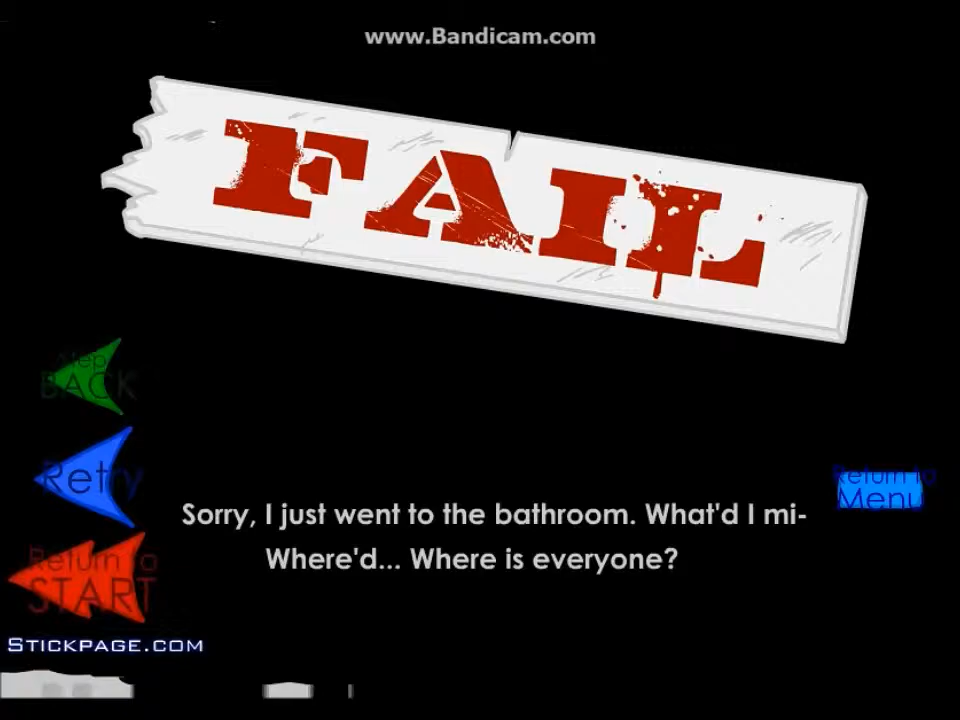 www.Bandicam.com
FAIL
Step
BACK
Retry
Return to
Menu
Sorry, I just went to the bathroom. What'd I mi-
Where'd... Where is everyone?
Return to
START...
STICKPAGE.COM